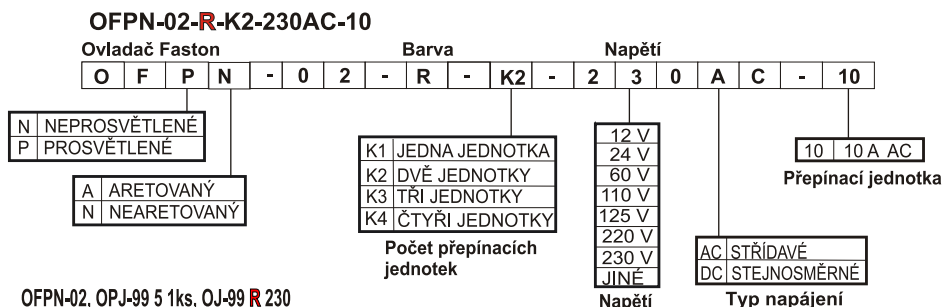 OFPN-02-R-K2-230AC-10
Ovladač Faston Barva Napětí
O F P N - 0 2 - R - K2 - 2 3 0 A C - 10
N NEPROSVĚTLENÉ
P PROSVĚTLENÉ
A ARETOVANÝ
N NEARETOVANÝ
K1 JEDNA JEDNOTKA
K2 DVĚ JEDNOTKY
K3 TŘI JEDNOTKY
K4 ČTYŘI JEDNOTKY
Počet přepínacích
jednotek
12 V
24 V
60 V
110 V
125 V
220 V
230 V
JINÉ
Napětí
10 10 A AC
Přepínací jednotka
AC STŘÍDAVÉ
DC STEJNOSMĚRNÉ
Typ napájení
OFPN-02, OPJ-99 5 1ks, OJ-99 R 230